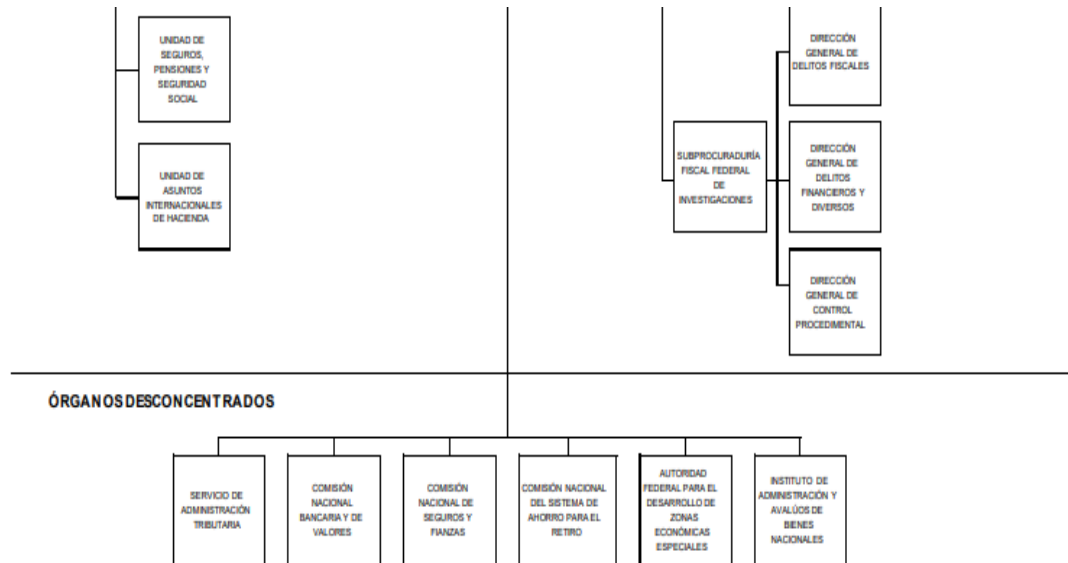 UNIDAD DE
SEGUROS,
PENSIONES Y
SEGURIDAD
SOCIAL
UNIDAD DE
ASUNTOS
INTERNACIONALES
DE HACIENDA
DIRECCIÓN
GENERAL DE
DELITOS FISCALES
SUBPROCURADURÍA
FISCAL FEDERAL
DE
INVESTIGACIONES
DIRECCIÓN
GENERAL DE
DELITOS
FINANCIEROS Y
DIVERSOS
DIRECCIÓN
GENERAL DE
CONTROL
PROCEDIMENTAL
ÓRGANOS DESCONCENTRADOS
SERVICIO DE
ADMINISTRACIÓN
TRIBUTARIA
COMISIÓN
NACIONAL
BANCARIA Y DE
VALORES
COMISIÓN
NACIONAL DE
SEGUROS Y
FIANZAS
COMISIÓN NACIONAL
DEL SISTEMA DE
AHORRO PARA EL
RETIRO
AUTORIDAD
FEDERAL PARA EL
DESARROLLO DE
ZONAS
ECONÓMICAS
ESPECIALES
INSTITUTO DE
ADMINISTRACIÓN Y
AVALÚOS DE
BIENES
NACIONALES